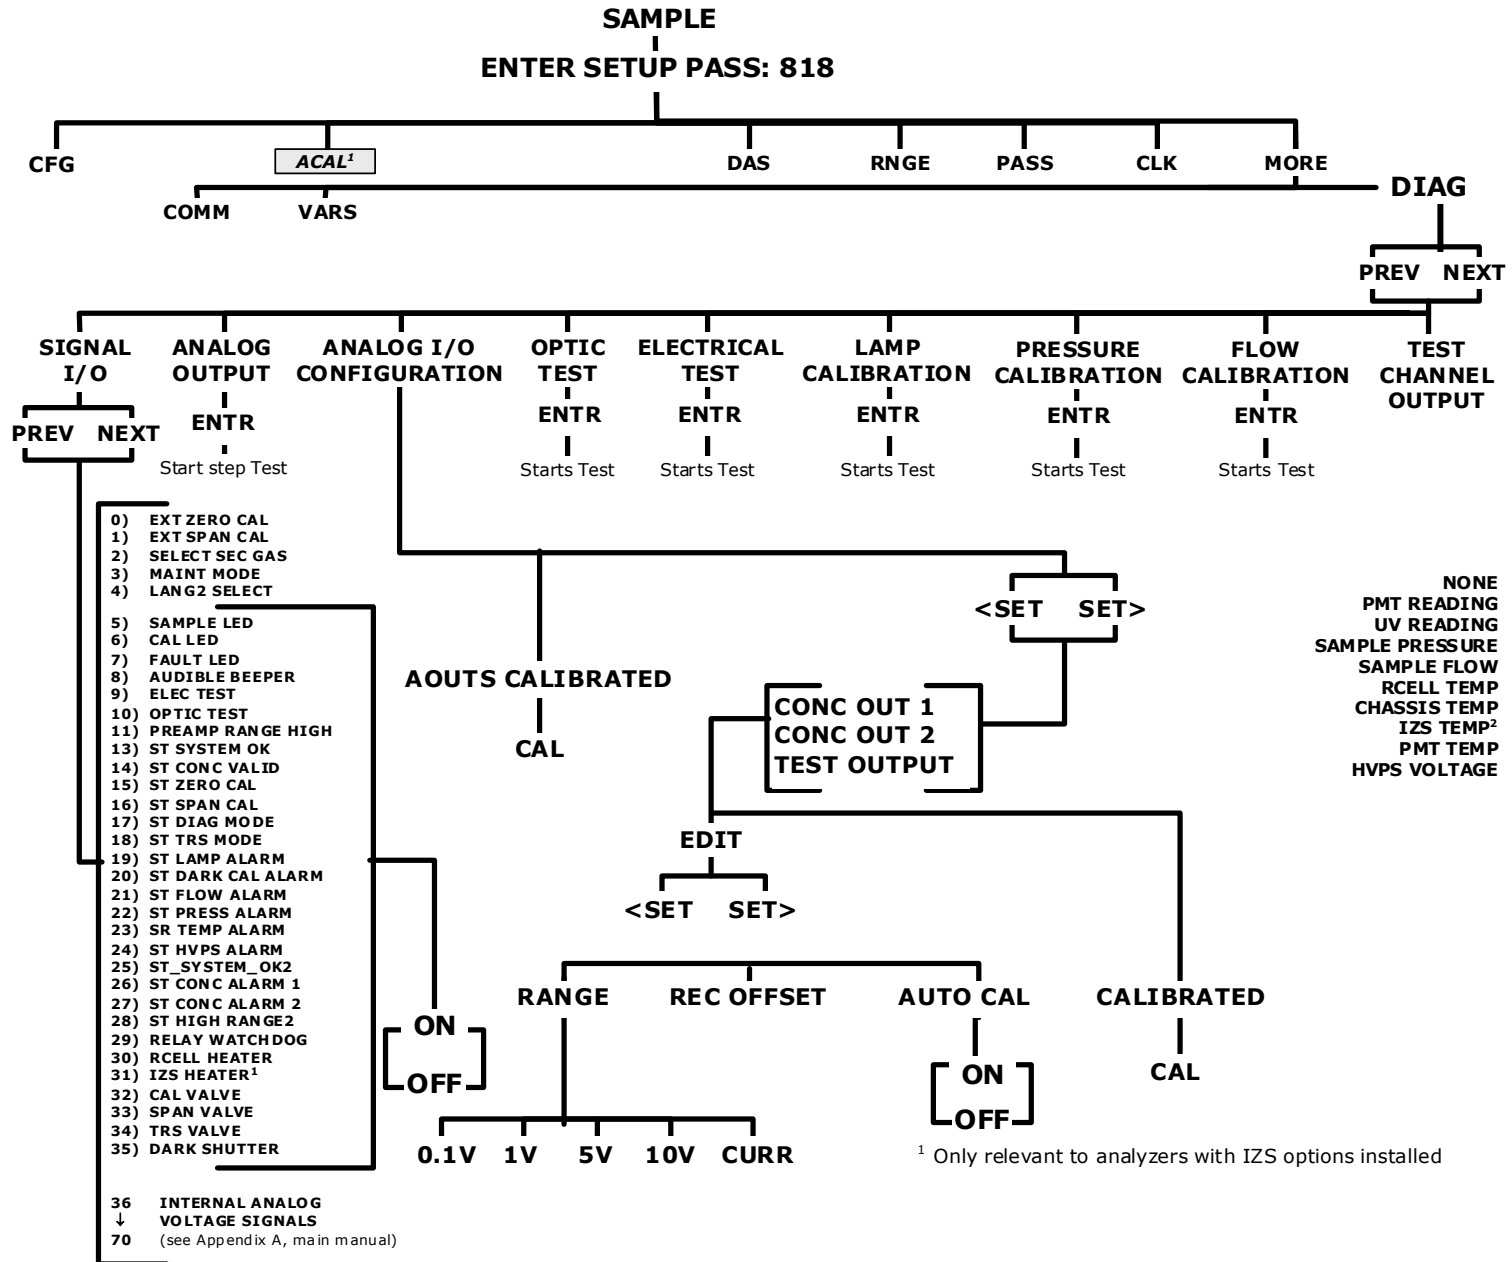 SAMPLE
ENTER SETUP PASS: 818
CFG
ACAL¹
DAS
RNGE
PASS
CLK
MORE
COMM
VARS
DIAG
PREV NEXT
SIGNAL
I/O
ANALOG
OUTPUT
ANALOG I/O
CONFIGURATION
OPTIC
TEST
ELECTRICAL
TEST
LAMP
CALIBRATION
PRESSURE
CALIBRATION
FLOW
CALIBRATION
TEST
CHANNEL
OUTPUT
PREV NEXT
ENTR
ENTR
ENTR
ENTR
ENTR
ENTR
Start step Test
Starts Test
Starts Test
Starts Test
Starts Test
Starts Test
0) EXT ZERO CAL
1) EXT SPAN CAL
2) SELECT SEC GAS
3) MAINT MODE
4) LANG2 SELECT
5) SAMPLE LED
6) CAL LED
7) FAULT LED
8) AUDIBLE BEEPER
9) ELEC TEST
10) OPTIC TEST
11) PREAMP RANGE HIGH
13) ST SYSTEM OK
14) ST CONC VALID
15) ST ZERO CAL
16) ST SPAN CAL
17) ST DIAG MODE
18) ST TRS MODE
19) ST LAMP ALARM
20) ST DARK CAL ALARM
21) ST FLOW ALARM
22) ST PRESS ALARM
23) SR TEMP ALARM
24) ST HVPS ALARM
25) ST_SYSTEM_OK2
26) ST CONC ALARM 1
27) ST CONC ALARM 2
28) ST HIGH RANGE2
29) RELAY WATCHDOG
30) RCELL HEATER
31) IZS HEATER¹
32) CAL VALVE
33) SPAN VALVE
34) TRS VALVE
35) DARK SHUTTER
36 INTERNAL ANALOG
↓ VOLTAGE SIGNALS
70 (see Appendix A, main manual)
ON
OFF
AOUTS CALIBRATED
CAL
<SET SET>
CONC OUT 1
CONC OUT 2
TEST OUTPUT
EDIT
<SET SET>
RANGE
REC OFFSET
AUTO CAL
CALIBRATED
ON
OFF
CAL
0.1V
1V
5V
10V
CURR
NONE
PMT READING
UV READING
SAMPLE PRESSURE
SAMPLE FLOW
RCELL TEMP
CHASSIS TEMP
IZS TEMP²
PMT TEMP
HVPS VOLTAGE
¹ Only relevant to analyzers with IZS options installed